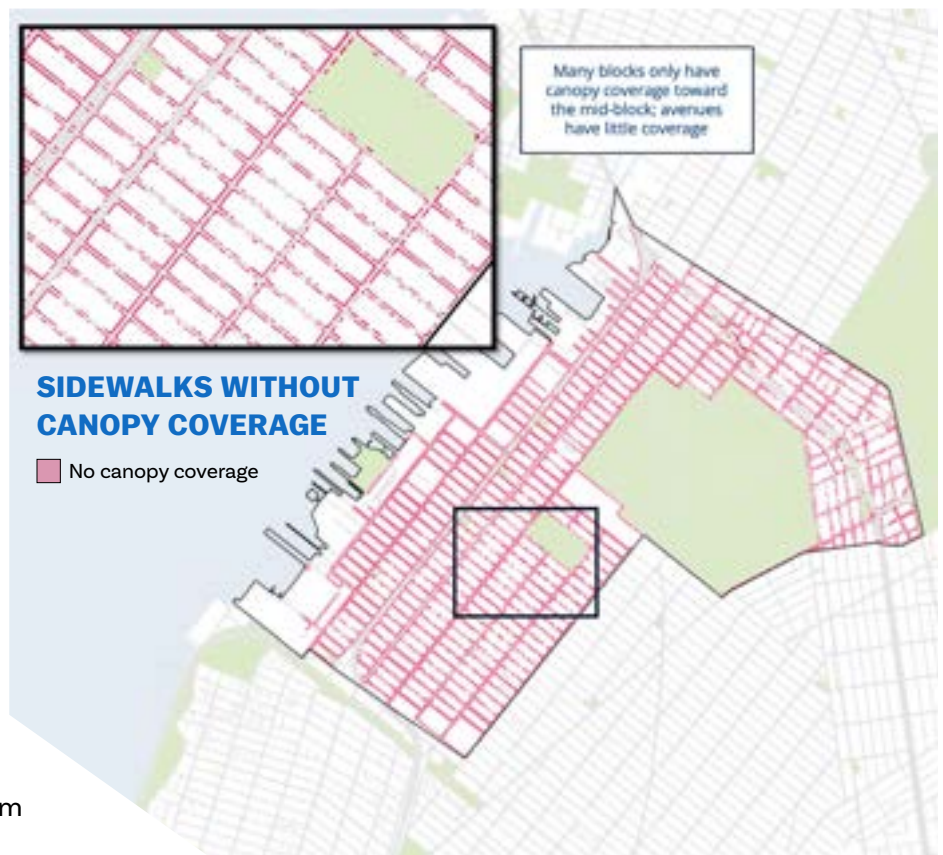 Many blocks only have
canopy coverage toward
the mid-block; avenues
have little coverage
SIDEWALKS WITHOUT
CANOPY COVERAGE
No canopy coverage
m